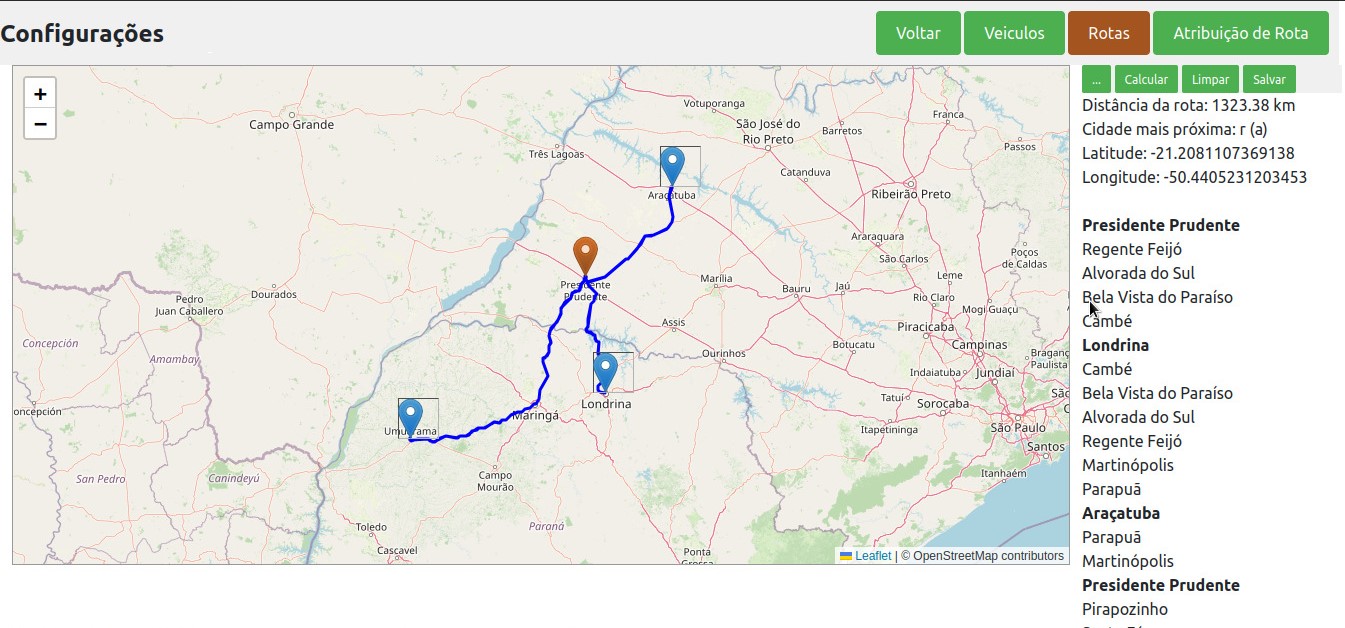 Configurações
Voltar
Veiculos
Rotas
Atribuição de Rota
...
Calcular
Limpar
Salvar
Distância da rota: 1323.38 km
Cidade mais próxima: r (a)
Latitude: -21.2081107369138
Longitude: -50.4405231203453
Presidente Prudente
Regente Feijó
Alvorada do Sul
Bela Vista do Paraíso
Cambé
Londrina
Cambé
Bela Vista do Paraíso
Alvorada do Sul
Regente Feijó
Martinópolis
Parapuã
Araçatuba
Parapuã
Martinópolis
Presidente Prudente
Pirapozinho
+
−
Campo Grande
Votuporanga
São José do
Rio Preto
Barretos
Franca
Passos
Três Lagoas
Catanduva
Araçatuba
Ribeirão Preto
Araraquara
São Carlos
Poços
de Caldas
Leme
Presidente
Prudente
Marília
Bauru
Jaú
Rio Claro
Mogi Guaçu
Dourados
Pedro
Juan Caballero
Assis
Piracicaba
Concepción
Amambay
Ourinhos
Botucatu
Campinas
Bragança
Paulista
Indaiatuba
Jundiaí
Tatuí
Sorocaba
São
oncepción
Londrina
Maringá
Umuarama
Itapetininga
São Paulo
Santos
San Pedro
Canindeyú
Campo
Mourão
Itanhaém
Toledo
Paraná
Cascavel
Ponta
Grossa
Leaflet | © OpenStreetMap contributors